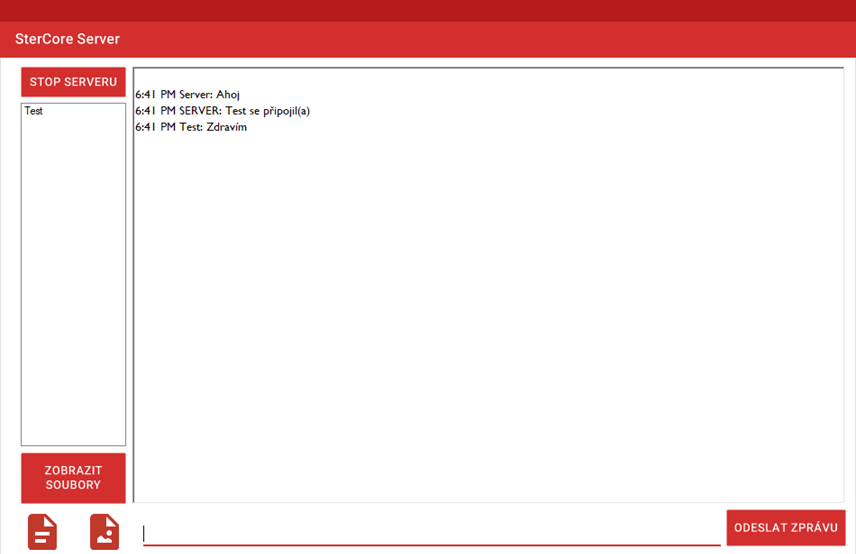 SterCore Server
STOP SERVERU
Test
6:41 PM Server: Ahoj
6:41 PM SERVER: Test se připojil(a)
6:41 PM Test: Zdravím
ZOBRAZIT
SOUBORY
ODESLAT ZPRÁVU